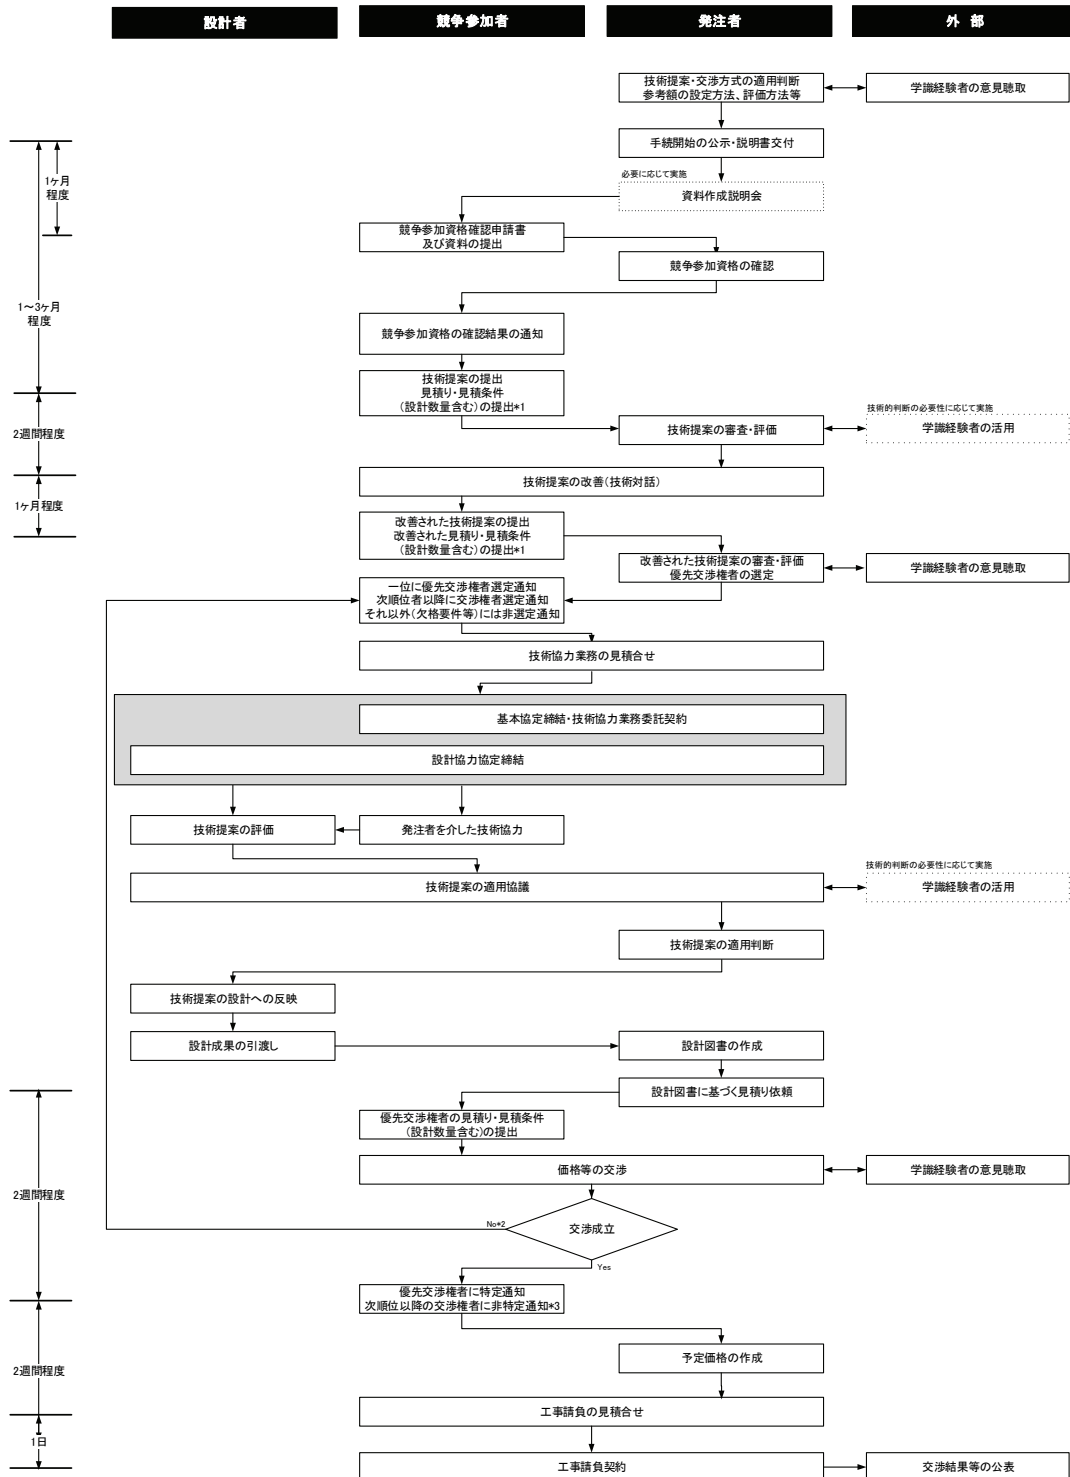 設計者
競争参加者
発注者
外 部
技術提案・交渉方式の適用判断
参考額の設定方法、評価方法等
学識経験者の意見聴取
手続開始の公示・説明書交付
1ヶ月
程度
必要に応じて実施
資料作成説明会
競争参加資格確認申請書
及び資料の提出
競争参加資格の確認
1～3ヶ月
程度
競争参加資格の確認結果の通知
技術提案の提出
見積り・見積条件
(設計数量含む)の提出*1
2週間程度
技術提案の審査・評価
技術的判断の必要性に応じて実施
学識経験者の活用
技術提案の改善(技術対話)
1ヶ月程度
改善された技術提案の提出
改善された見積り・見積条件
(設計数量含む)の提出*1
改善された技術提案の審査・評価
優先交渉権者の選定
学識経験者の意見聴取
一位に優先交渉権者選定通知
次順位者以降に交渉権者選定通知
それ以外(欠格要件等)には非選定通知
技術協力業務の見積合せ
基本協定締結・技術協力業務委託契約
設計協力協定締結
技術提案の評価
発注者を介した技術協力
技術的判断の必要性に応じて実施
技術提案の適用協議
学識経験者の活用
技術提案の適用判断
技術提案の設計への反映
設計成果の引渡し
設計図書の作成
設計図書に基づく見積り依頼
優先交渉権者の見積り・見積条件
(設計数量含む)の提出
価格等の交渉
学識経験者の意見聴取
2週間程度
No*2
交渉成立
Yes
優先交渉権者に特定通知
次順位以降の交渉権者に非特定通知*3
予定価格の作成
2週間程度
工事請負の見積合せ
1日
工事請負契約
交渉結果等の公表